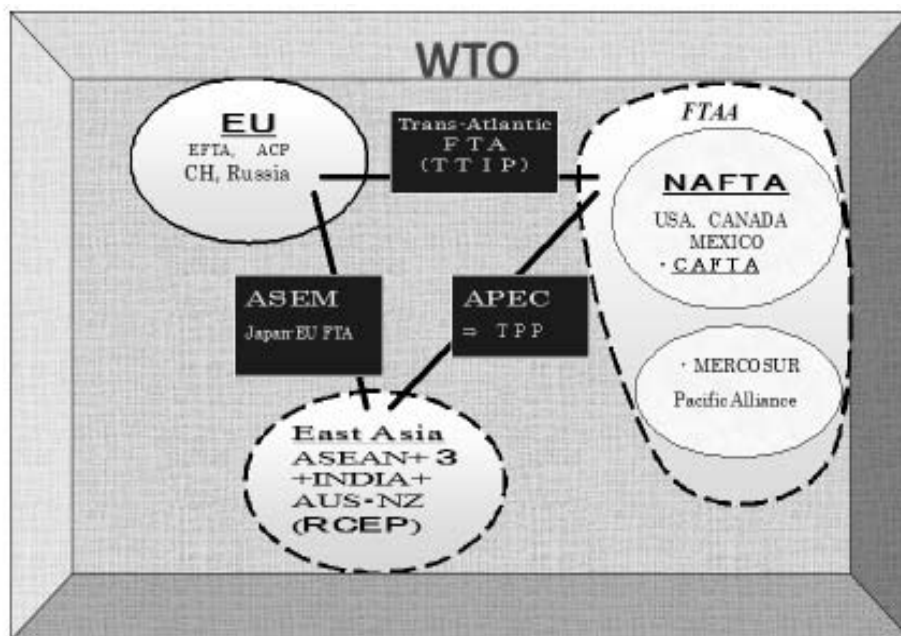 WTO
EU
EFTA, ACP
CH, Russia
Trans-Atlantic
FTA
(TTIP)
FTAA
NAFTA
USA. CANADA
MEXICO
・CAFTA
ASEM
Japan-EU FTA
APEC
⇒ TPP
・MERCOSUR
Pacific Alliance
East Asia
ASEAN+3
+INDIA+
AUS・NZ
(RCEP)